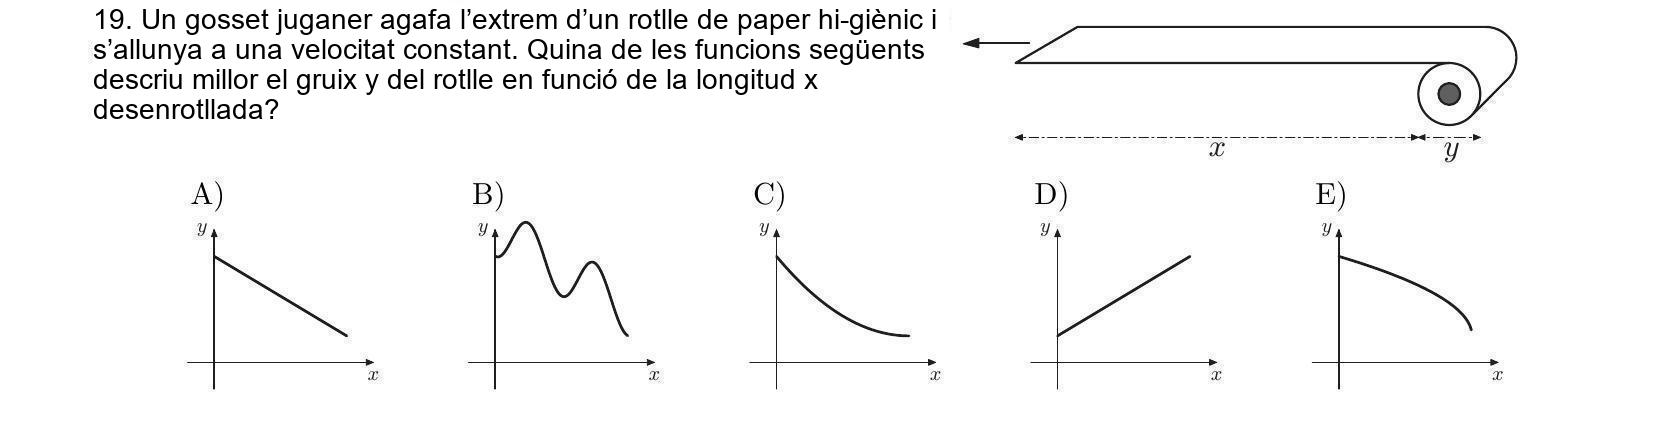 19. Un gosset juganer agafa l’extrem d’un rotlle de paper hi-giènic i
s’allunya a una velocitat constant. Quina de les funcions següents
descriu millor el gruix y del rotlle en funció de la longitud x
desenrotllada?
x
y
A)
B)
C)
D)
E)
y
x
y
x
y
x
y
x
y
x